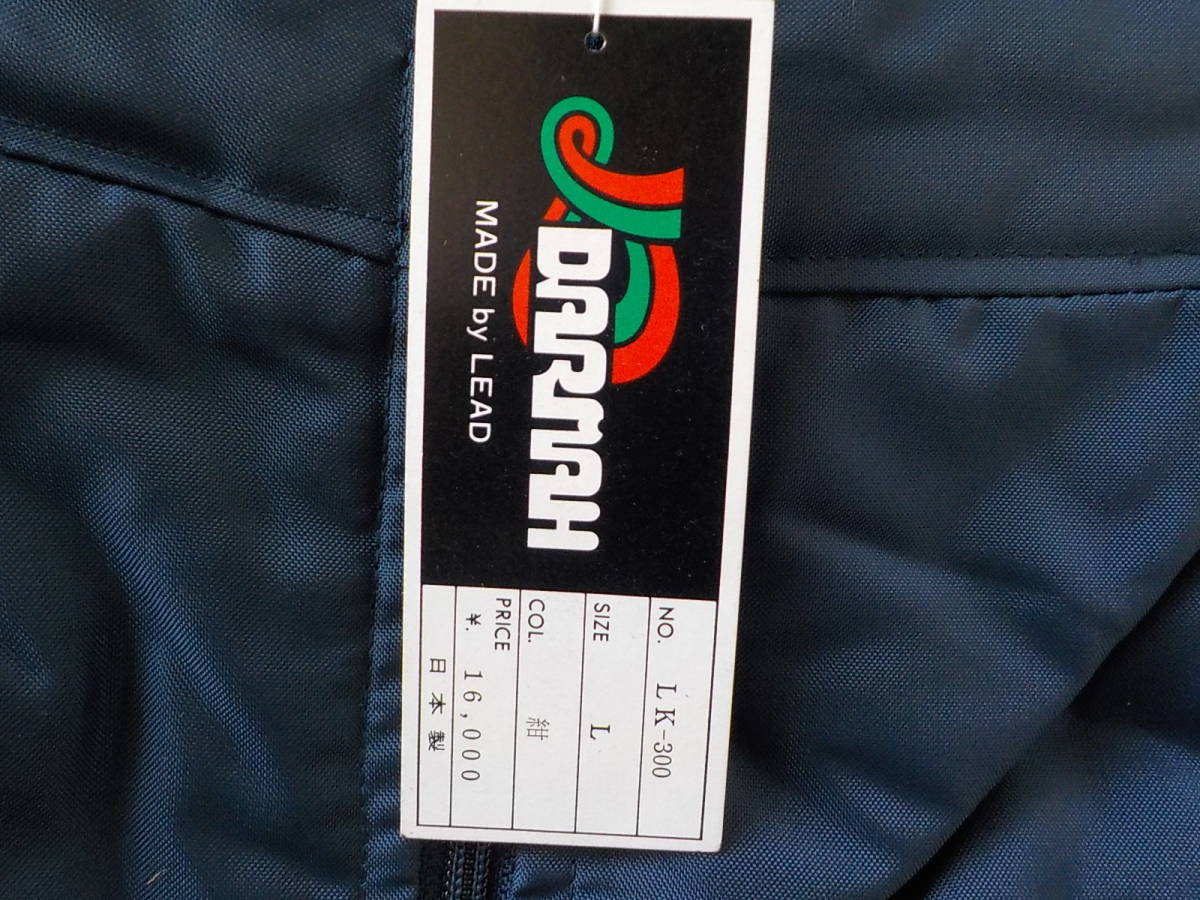 DARMAH
MADE by LEAD
NO. LK-300
SIZE L
COL. 紺
PRICE
¥. 16,000
日本製